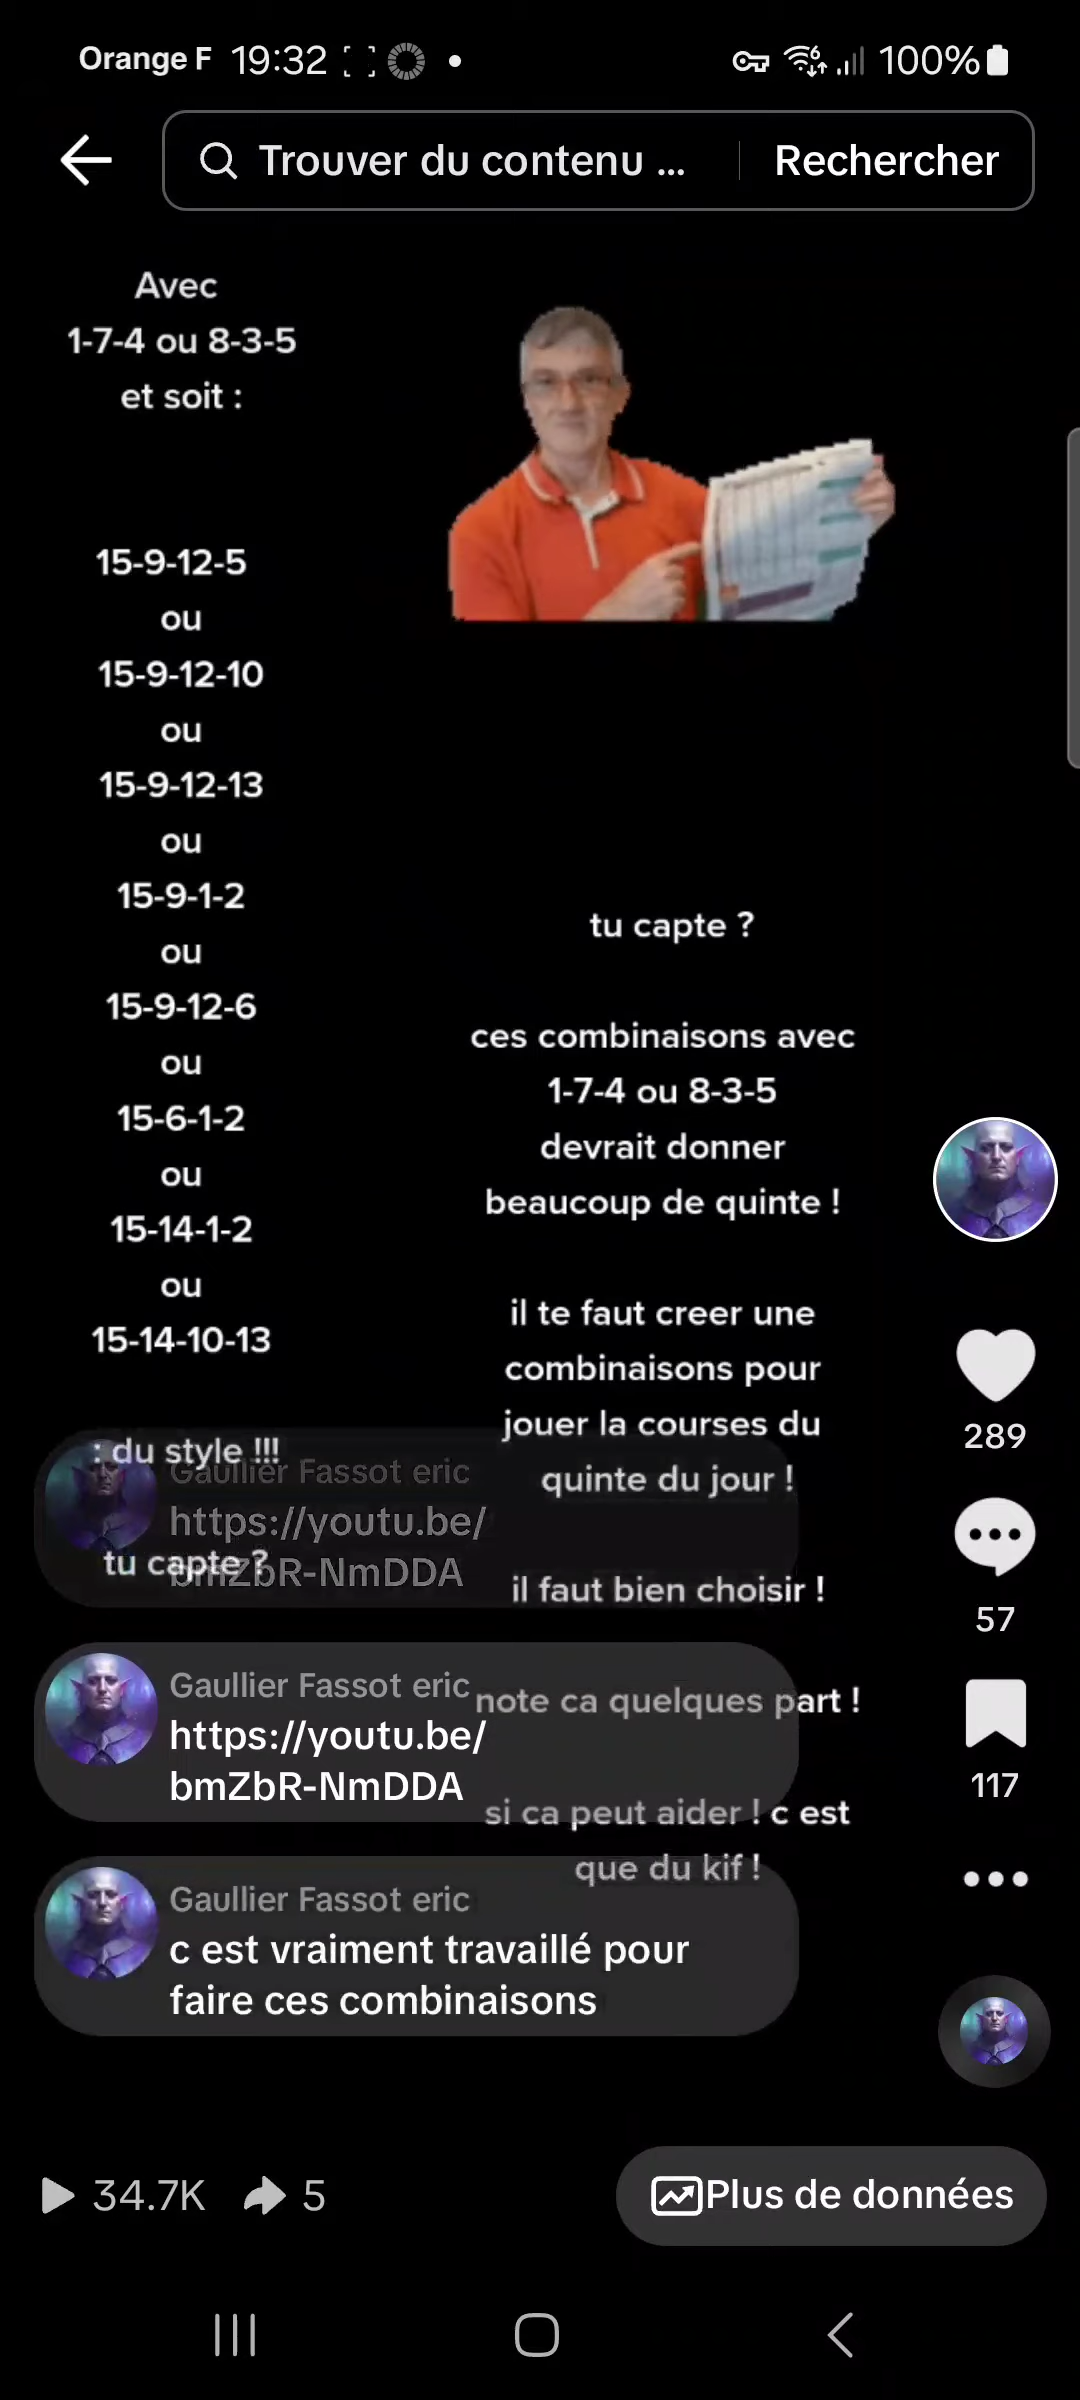 Orange F 19:32 100%
Trouver du contenu ... Rechercher
Avec
1-7-4 ou 8-3-5
et soit :
15-9-12-5
ou
15-9-12-10
ou
15-9-12-13
ou
15-9-1-2
ou
15-9-12-6
ou
15-6-1-2
ou
15-14-1-2
ou
15-14-10-13
: du style !!!
tu capte ?
tu capte ?
ces combinaisons avec
1-7-4 ou 8-3-5
devrait donner
beaucoup de quinte !
il te faut creer une
combinaisons pour
jouer la courses du
quinte du jour !
il faut bien choisir !
note ca quelques part !
si ca peut aider ! c est
que du kif !
Gaullier Fassot eric
https://youtu.be/
bmZbR-NmDDA
Gaullier Fassot eric
https://youtu.be/
bmZbR-NmDDA
Gaullier Fassot eric
c est vraiment travaillé pour
faire ces combinaisons
289
57
117
34.7K 5
Plus de données